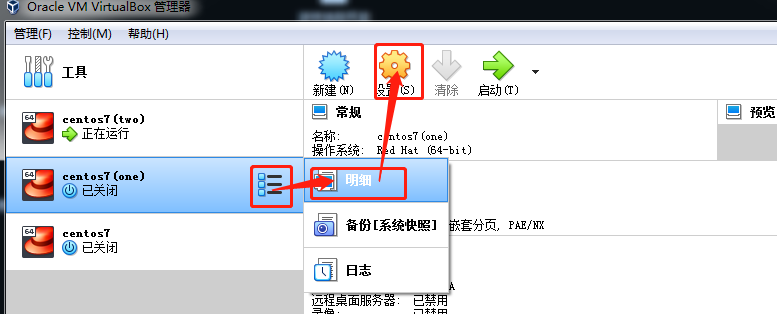 Oracle VM VirtualBox 管理器
管理(F) 控制(M) 帮助(H)
工具
新建(N) 设置(S) 清除 启动(T)
64
centos7(two)
正在运行
64
centos7(one)
已关闭
64
centos7
已关闭
明细
备份[系统快照]
日志
常规
预览
名称: centos7(one)
操作系统: Red Hat (64-bit)
嵌套分页, PAE/NX
远程桌面服务器: 已禁用
录像: 已禁用